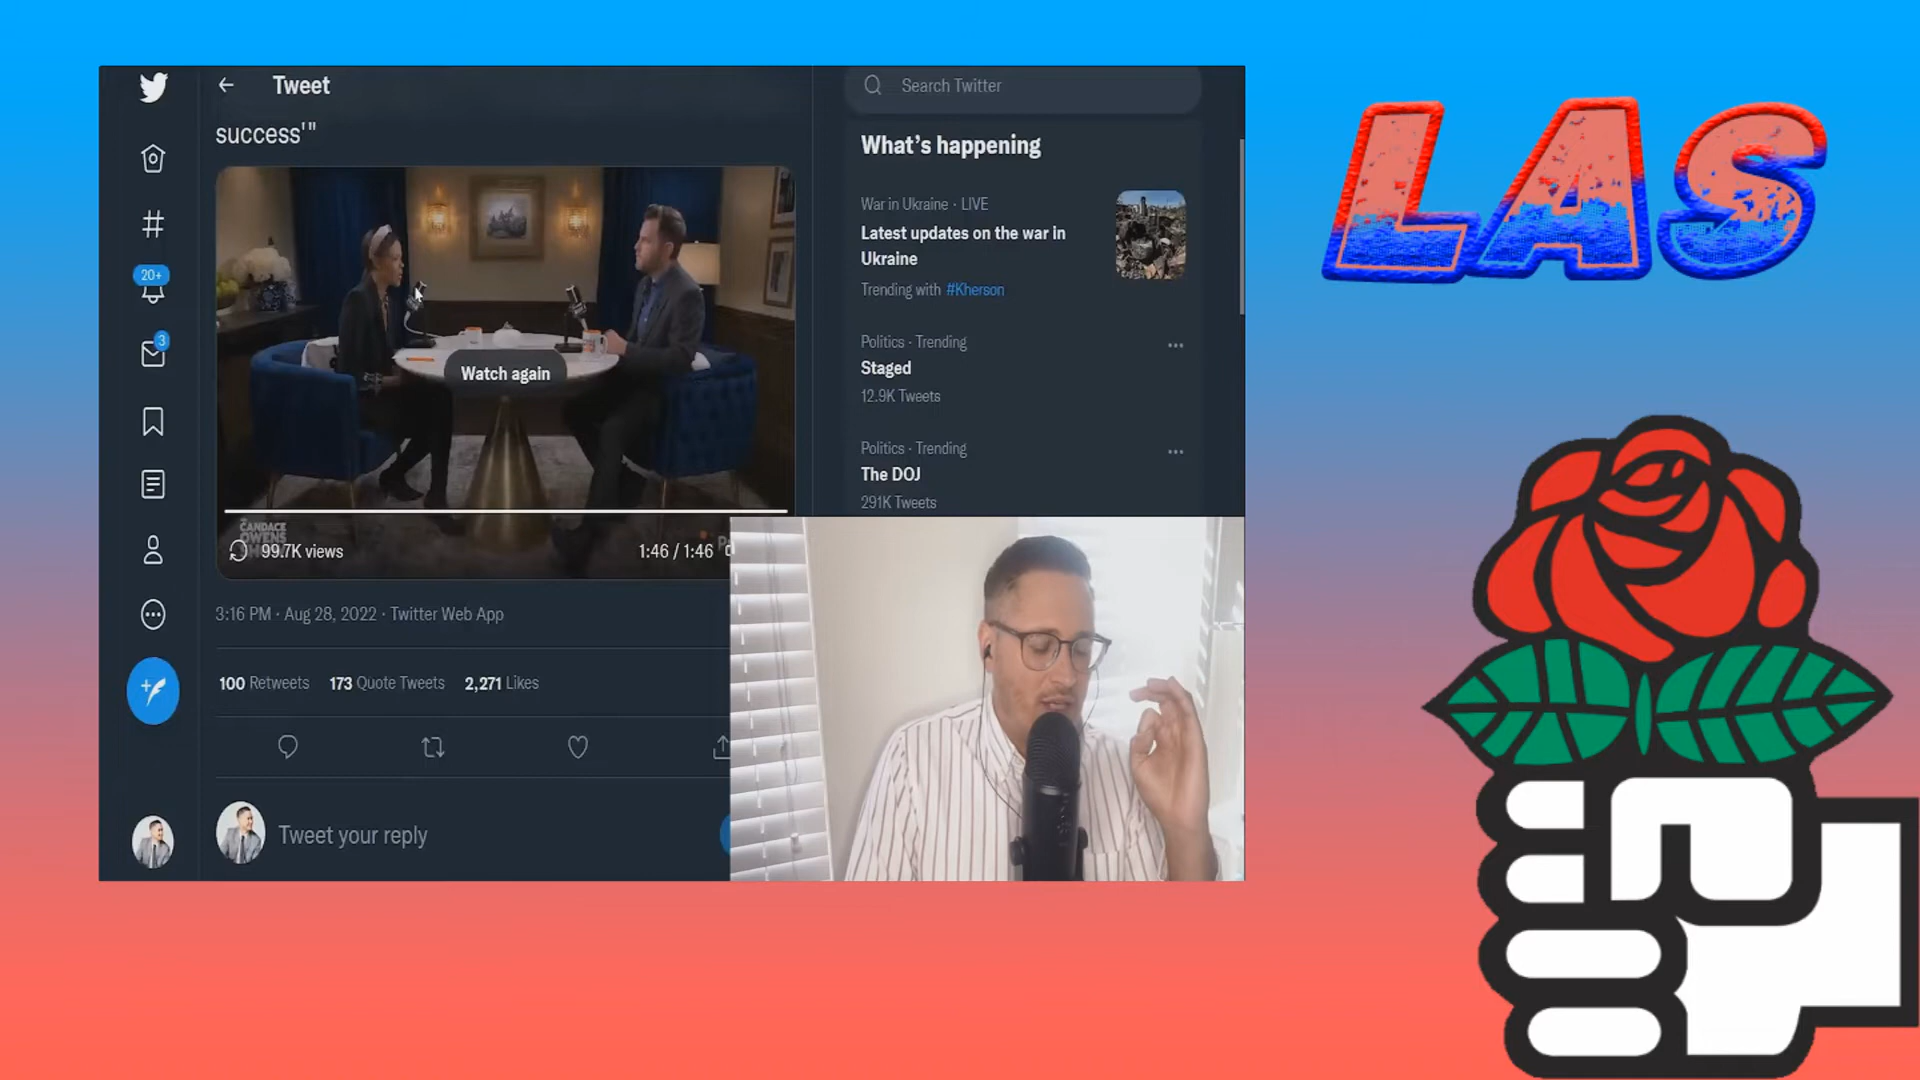 Tweet
Search Twitter
success'"
What's happening
War in Ukraine · LIVE
Latest updates on the war in
Ukraine
Trending with #Kherson
20+
3
Politics · Trending
Staged
12.9K Tweets
Watch again
Politics · Trending
The DOJ
291K Tweets
CANDACE
OWENS
99.7K views
1:46 / 1:46
3:16 PM · Aug 28, 2022 · Twitter Web App
100 Retweets 173 Quote Tweets 2,271 Likes
Tweet your reply
LAS